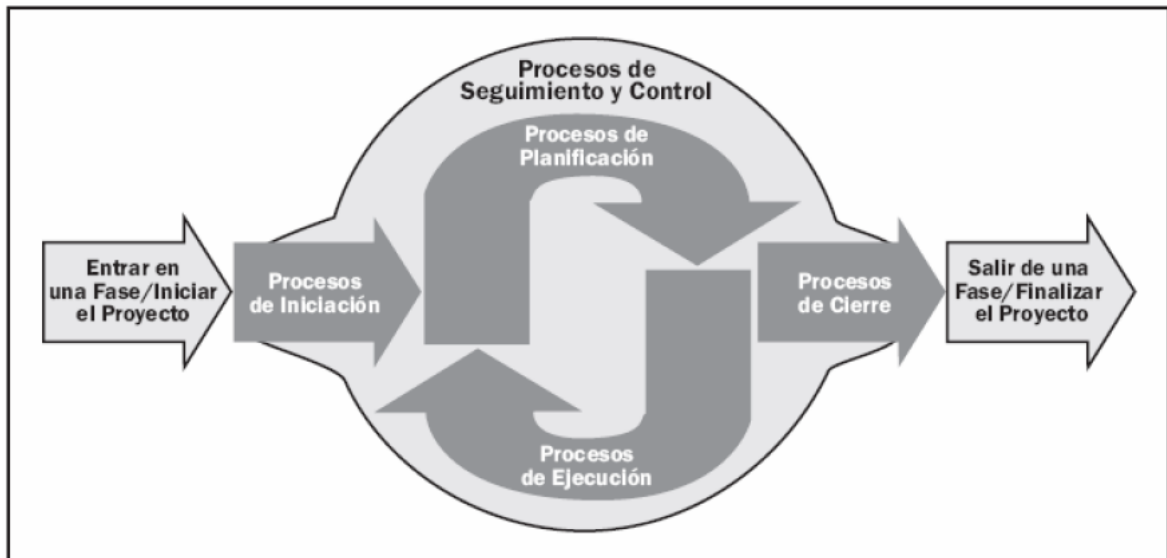 Procesos de
Seguimiento y Control
Procesos de
Planificación
Entrar en
una Fase/Iniciar
el Proyecto
Procesos
de Iniciación
Procesos
de Cierre
Salir de una
Fase/Finalizar
el Proyecto
Procesos
de Ejecución